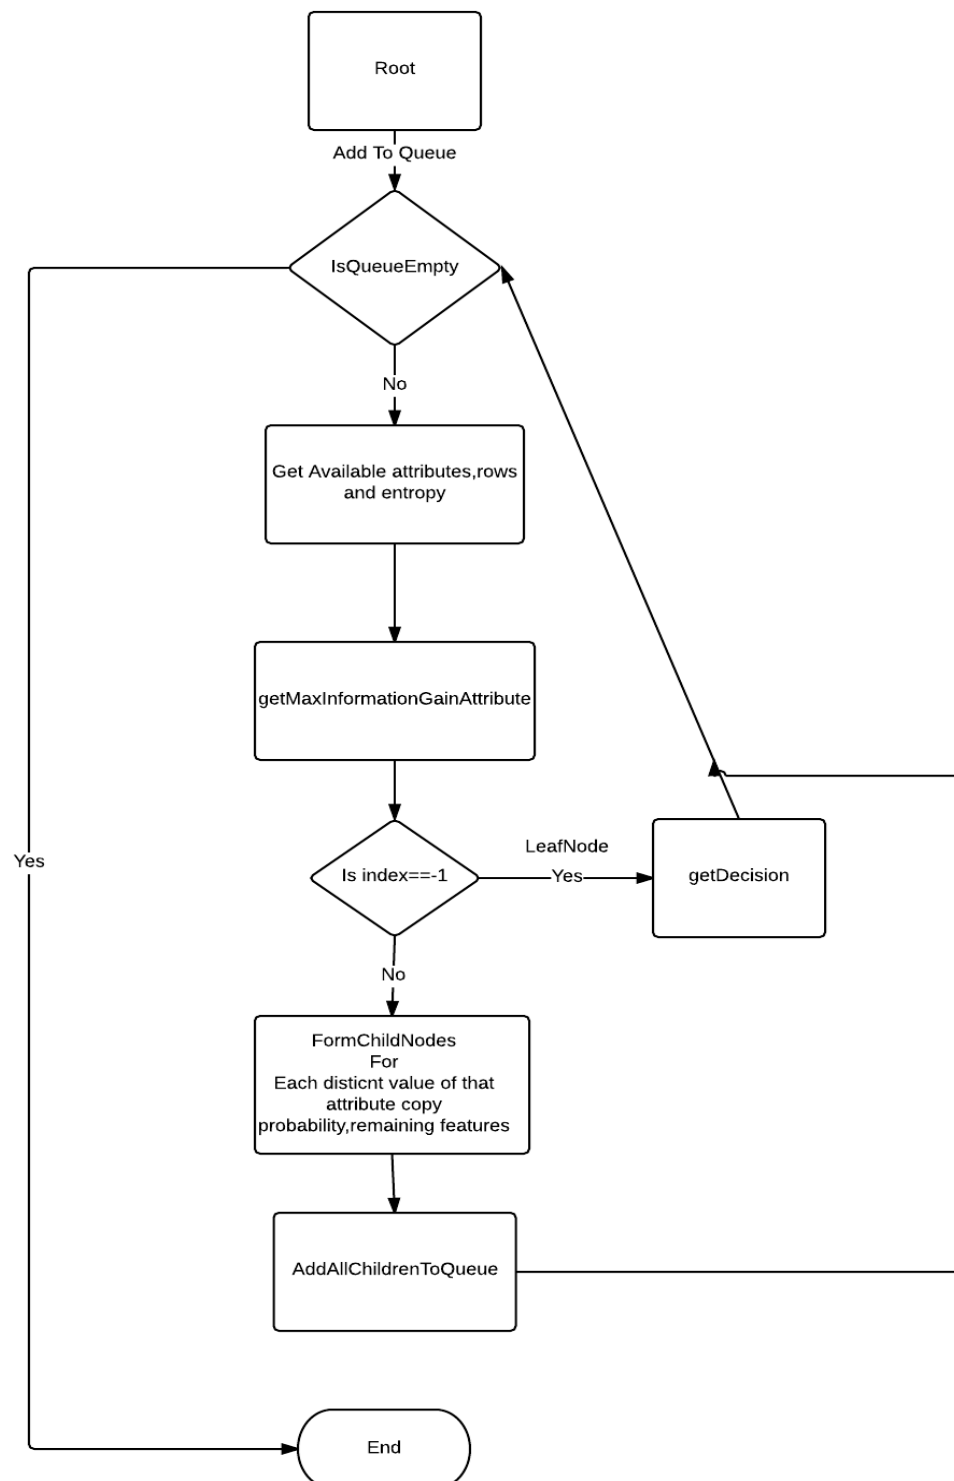 Root
Add To Queue
IsQueueEmpty
No
Get Available attributes,rows
and entropy
getMaxInformationGainAttribute
Yes
Is index==-1
LeafNode
Yes
getDecision
No
FormChildNodes
For
Each disticnt value of that
attribute copy
probability,remaining features
AddAllChildrenToQueue
End